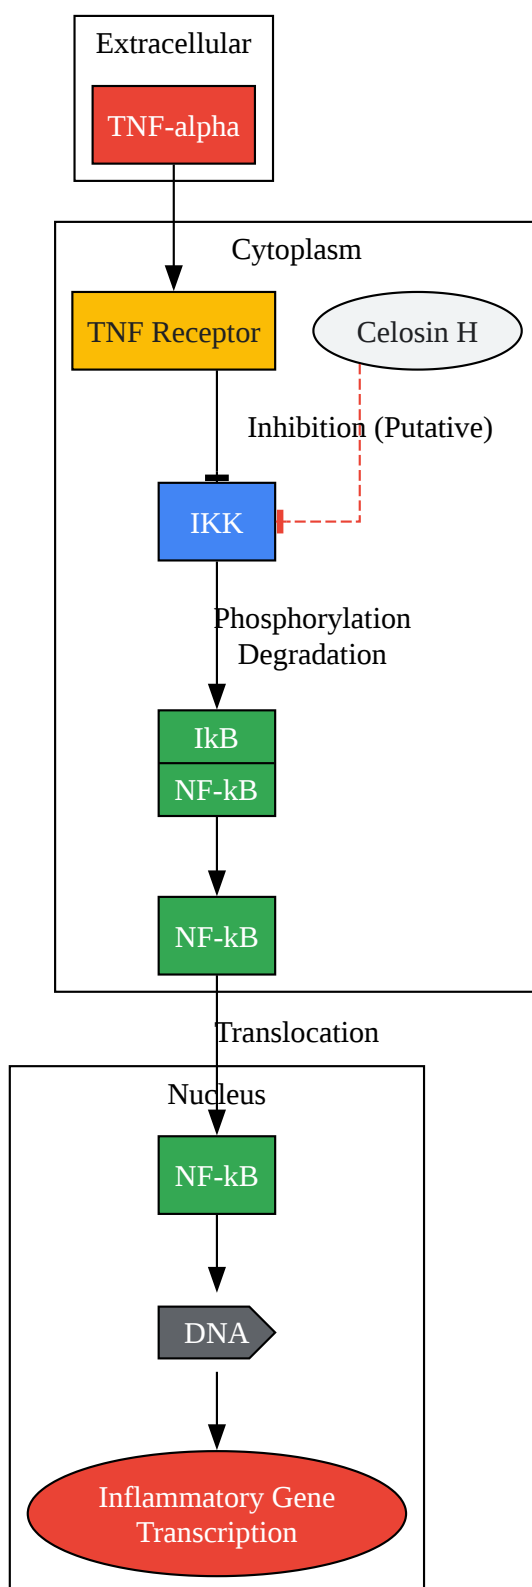 Extracellular
TNF-alpha
Cytoplasm
TNF Receptor
Celosin H
Inhibition (Putative)
IKK
Phosphorylation
Degradation
IkB
NF-kB
NF-kB
Translocation
Nucleus
NF-kB
DNA
Inflammatory Gene
Transcription